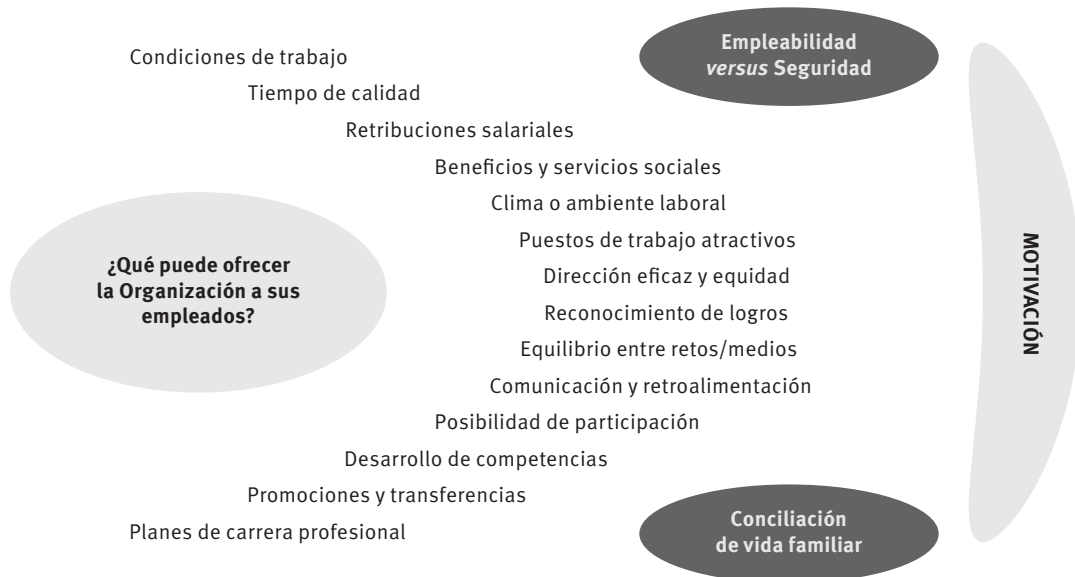 Condiciones de trabajo
Tiempo de calidad
Retribuciones salariales
Beneficios y servicios sociales
Clima o ambiente laboral
Puestos de trabajo atractivos
Dirección eficaz y equidad
Reconocimiento de logros
Equilibrio entre retos/medios
Comunicación y retroalimentación
Posibilidad de participación
Desarrollo de competencias
Promociones y transferencias
Planes de carrera profesional
¿Qué puede ofrecer
la Organización a sus
empleados?
Empleabilidad
versus Seguridad
Conciliación
de vida familiar
MOTIVACIÓN